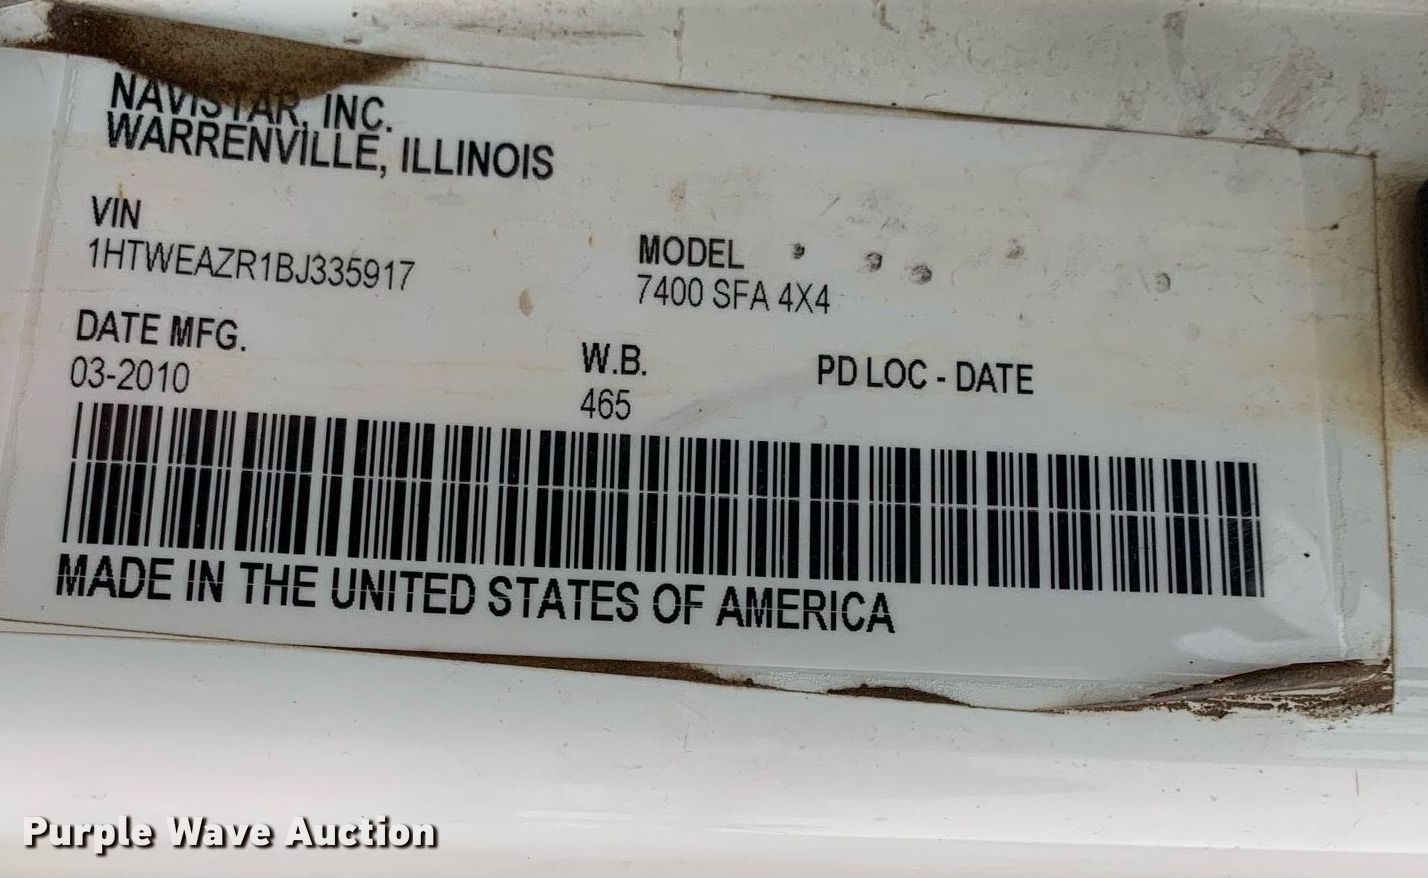 NAVISTAR, INC.
WARRENVILLE, ILLINOIS
VIN
1HTWEAZR1BJ335917
MODEL
7400 SFA 4X4
DATE MFG.
03-2010
W.B.
465
PD LOC - DATE
MADE IN THE UNITED STATES OF AMERICA
Purple Wave Auction